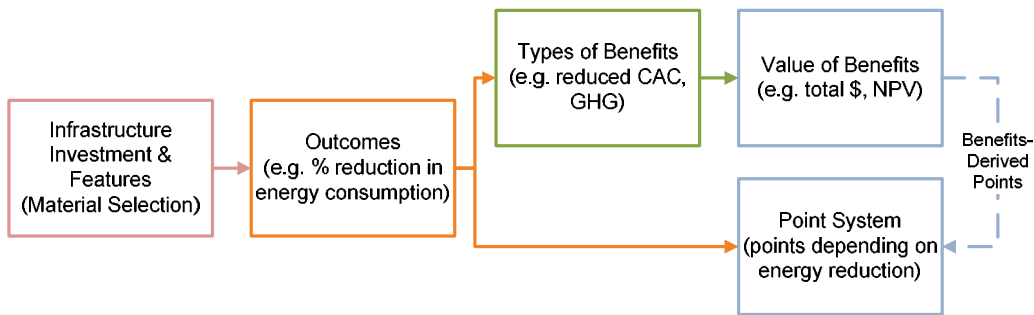 Infrastructure
Investment &
Features
(Material Selection)
Outcomes
(e.g. % reduction in
energy consumption)
Types of Benefits
(e.g. reduced CAC,
GHG)
Value of Benefits
(e.g. total $, NPV)
Benefits-
Derived
Points
Point System
(points depending on
energy reduction)